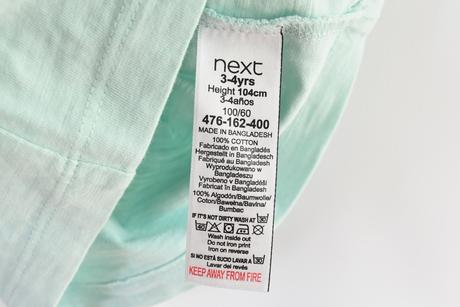 next
3-4yrs
Height 104cm
3-4años
100/60
476-162-400
MADE IN BANGLADESH
100% COTTON
Fabricado en Bangladés
Hergestellt in Bangladesch
Fabriqué au Bangladesh
Wyprodukowano w
Bangladeszu
Vyrobeno v Bangladéši
Fabricat în Bangladesh
100% Algodón/Baumwolle/
Coton/Bawełna/Bavlna/
Bumbac
IF IT'S NOT DIRTY WASH AT 30
30
Wash inside out
Do not iron print
Iron on reverse
SI NO ESTÁ SUCIO LAVAR A 30
Lavar del revés
KEEP AWAY FROM FIRE